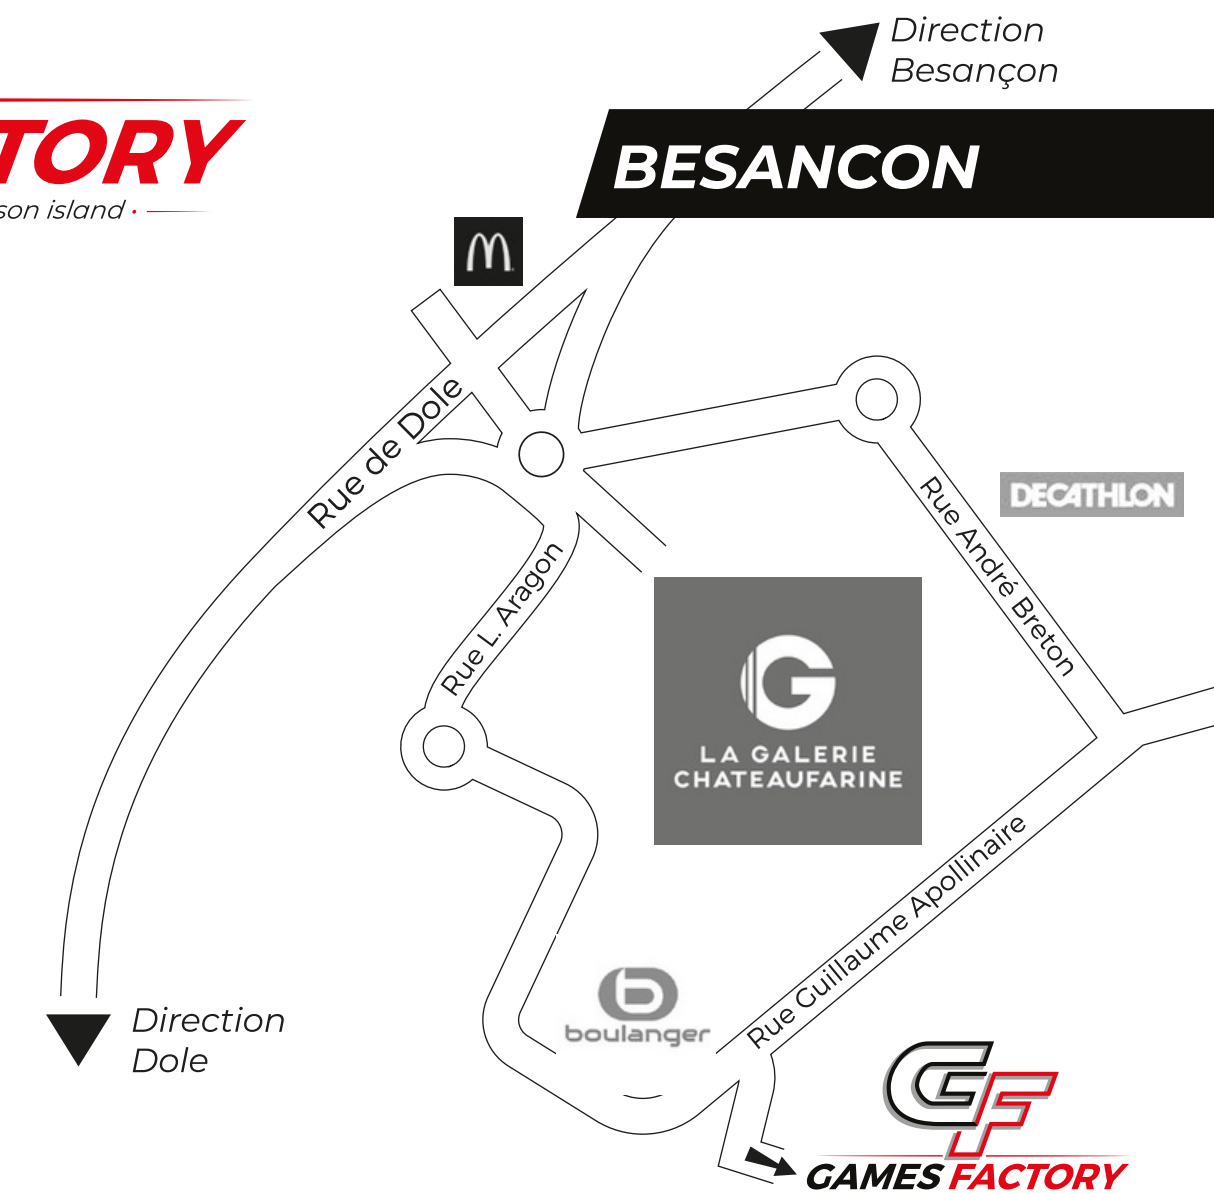 Direction
Besançon
TORY
son island
BESANCON
M
Rue de Dole
DECATHLON
Rue André Breton
Rue L. Aragon
G
LA GALERIE
CHATEAUFARINE
Rue Guillaume Apollinaire
b
boulanger
Direction
Dole
GF
GAMES FACTORY